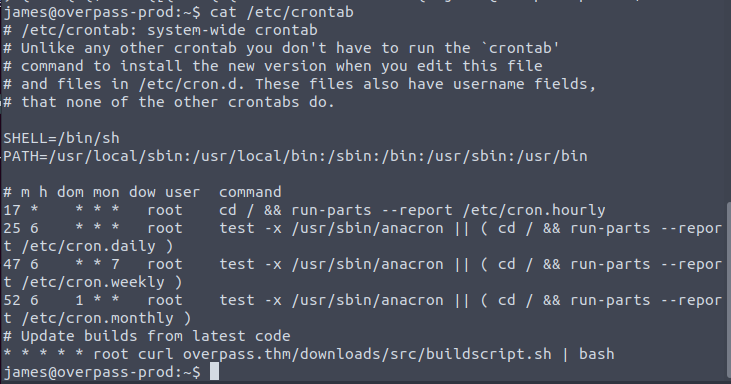 james@overpass-prod:~$ cat /etc/crontab
# /etc/crontab: system-wide crontab
# Unlike any other crontab you don't have to run the `crontab'
# command to install the new version when you edit this file
# and files in /etc/cron.d. These files also have username fields,
# that none of the other crontabs do.

SHELL=/bin/sh
PATH=/usr/local/sbin:/usr/local/bin:/sbin:/bin:/usr/sbin:/usr/bin

# m h dom mon dow user  command
17 *    * * *   root    cd / && run-parts --report /etc/cron.hourly
25 6    * * *   root    test -x /usr/sbin/anacron || ( cd / && run-parts --repor
t /etc/cron.daily )
47 6    * * 7   root    test -x /usr/sbin/anacron || ( cd / && run-parts --repor
t /etc/cron.weekly )
52 6    1 * *   root    test -x /usr/sbin/anacron || ( cd / && run-parts --repor
t /etc/cron.monthly )
# Update builds from latest code
* * * * * root curl overpass.thm/downloads/src/buildscript.sh | bash
james@overpass-prod:~$